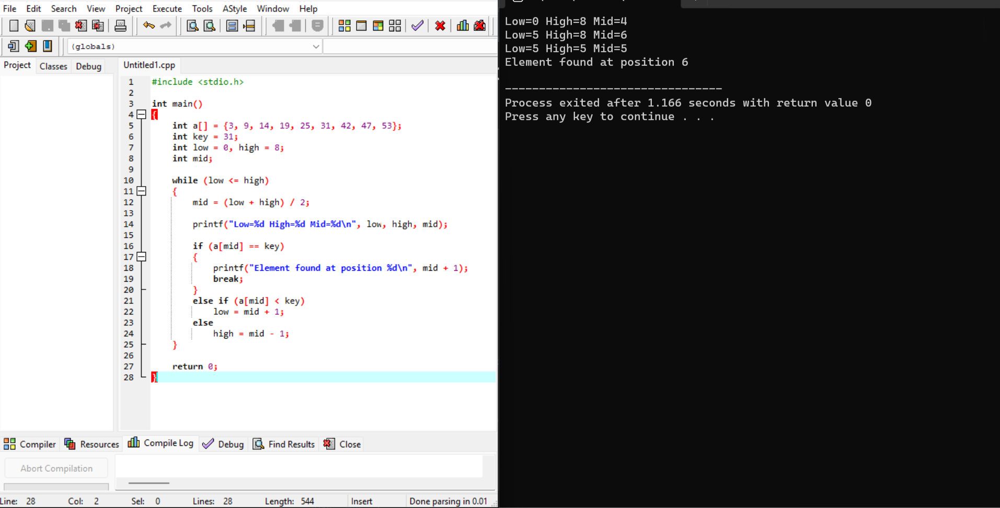 File Edit Search View Project Execute Tools AStyle Window Help
(globals)
Project Classes Debug
Untitled1.cpp
1 #include <stdio.h>
2
3 int main()
4 {
5 int a[] = {3, 9, 14, 19, 25, 31, 42, 47, 53};
6 int key = 31;
7 int low = 0, high = 8;
8 int mid;
9
10 while (low <= high)
11 {
12 mid = (low + high) / 2;
13
14 printf("Low=%d High=%d Mid=%d\n", low, high, mid);
15
16 if (a[mid] == key)
17 {
18 printf("Element found at position %d\n", mid + 1);
19 break;
20 }
21 else if (a[mid] < key)
22 low = mid + 1;
23 else
24 high = mid - 1;
25 }
26
27 return 0;
28 }
Compiler Resources Compile Log Debug Find Results Close
Abort Compilation
Line: 28 Col: 2 Sel: 0 Lines: 28 Length: 544 Insert Done parsing in 0.01
Low=0 High=8 Mid=4
Low=5 High=8 Mid=6
Low=5 High=5 Mid=5
Element found at position 6
--------------------------------
Process exited after 1.166 seconds with return value 0
Press any key to continue . . .